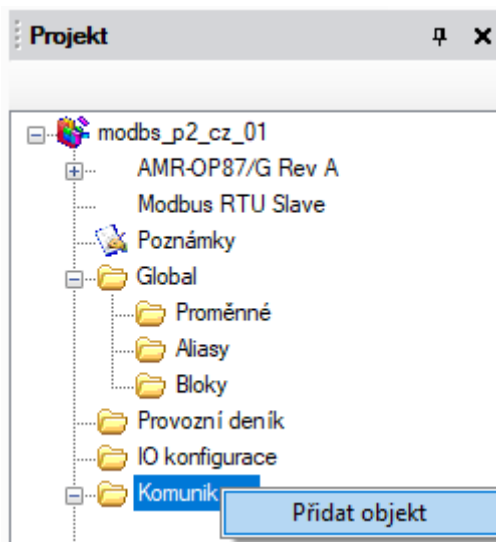 Projekt
modbs_p2_cz_01
AMR-OP87/G Rev A
Modbus RTU Slave
Poznámky
Global
Proměnné
Aliasy
Bloky
Provozní deník
IO konfigurace
Komunik
Přidat objekt